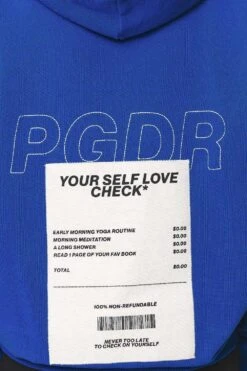 PGDR
YOUR SELF LOVE
CHECK*
EARLY MORNING YOGA ROUTINE $0.00
MORNING MEDITATION $0.00
A LONG SHOWER $0.00
READ 1 PAGE OF YOUR FAV BOOK $0.00
TOTAL $0.00
100% NON-REFUNDABLE
NEVER TOO LATE
TO CHECK ON YOURSELF